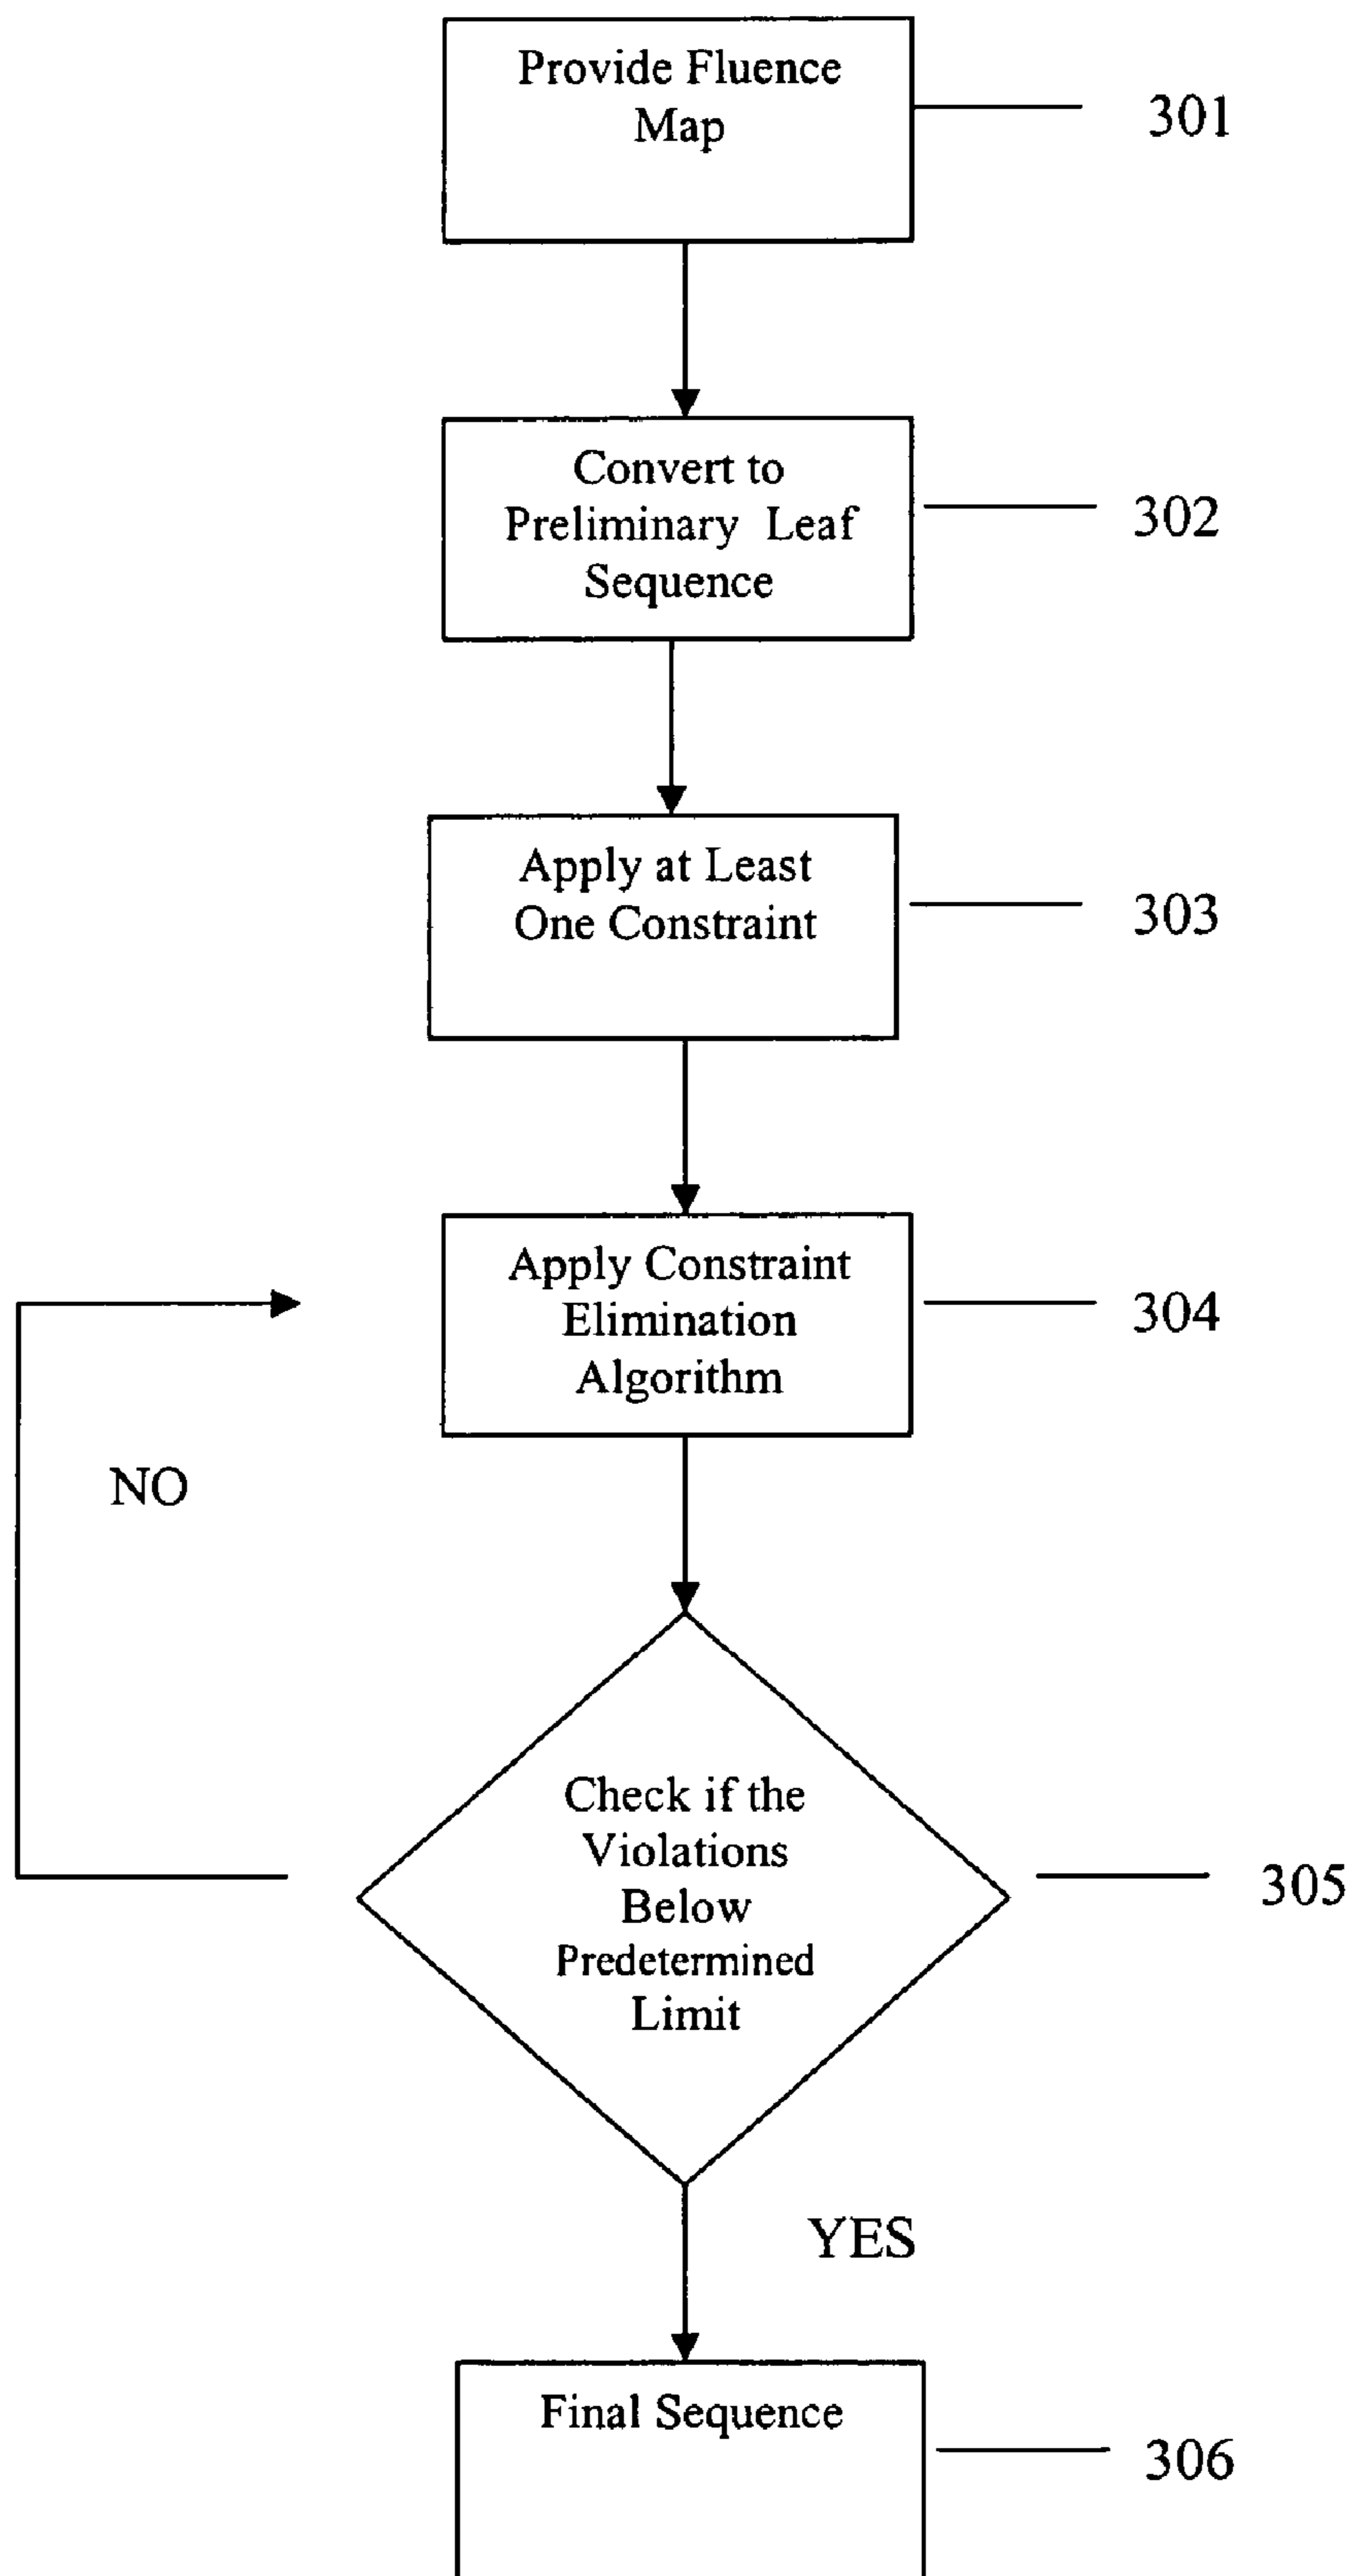 Provide Fluence
Map
301
Convert to
Preliminary Leaf
Sequence
302
Apply at Least
One Constraint
303
Apply Constraint
Elimination
Algorithm
304
NO
Check if the
Violations
Below
Predetermined
Limit
305
YES
Final Sequence
306